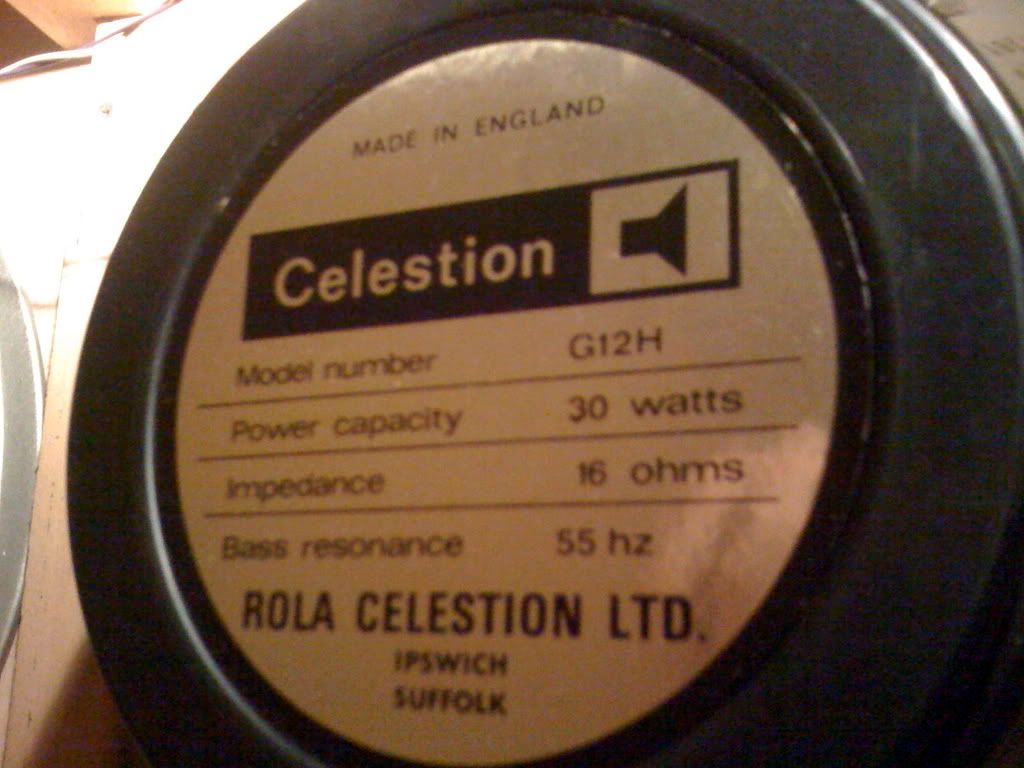 MADE IN ENGLAND
Celestion
Model number G12H
Power capacity 30 watts
Impedance 16 ohms
Bass resonance 55 hz
ROLA CELESTION LTD.
IPSWICH
SUFFOLK